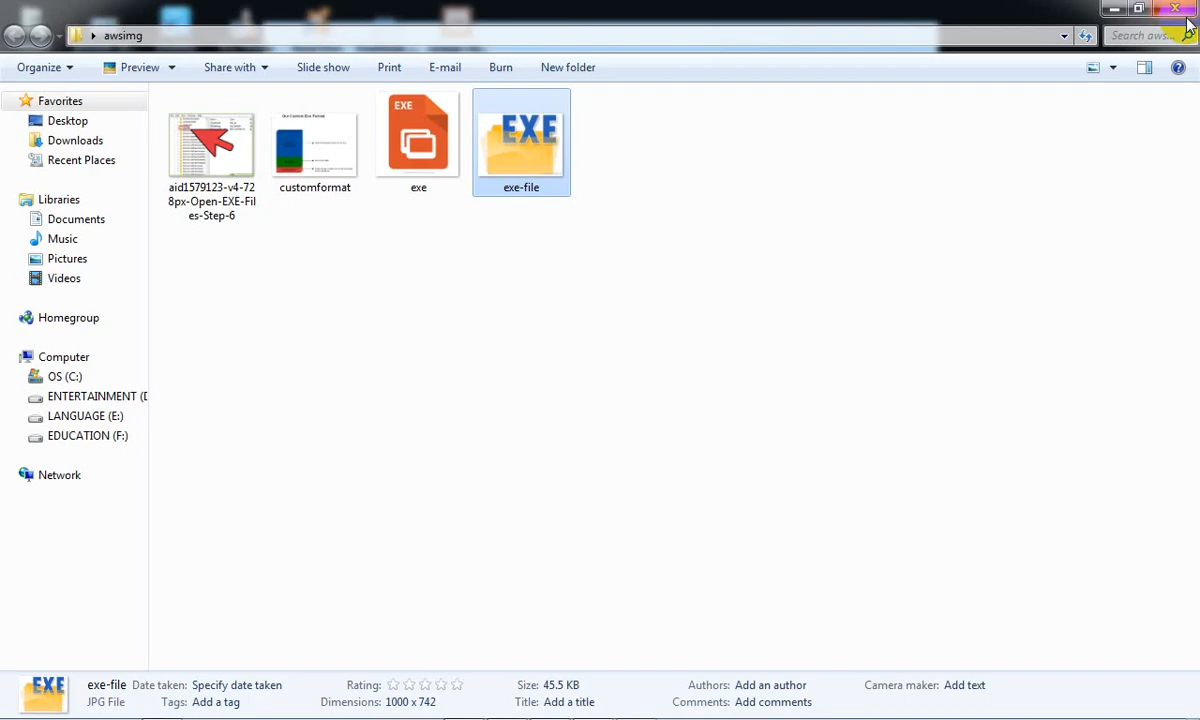 awsimg
Search aws...
Organize
Preview
Share with
Slide show
Print
E-mail
Burn
New folder
Favorites
Desktop
Downloads
Recent Places
Libraries
Documents
Music
Pictures
Videos
Homegroup
Computer
OS (C:)
ENTERTAINMENT (D
LANGUAGE (E:)
EDUCATION (F:)
Network
aid1579123-v4-72
8px-Open-EXE-Fil
es-Step-6
customformat
EXE
exe
EXE
exe-file
EXE
exe-file Date taken: Specify date taken Rating: Size: 45.5 KB Authors: Add an author Camera maker: Add text
JPG File Tags: Add a tag Dimensions: 1000 x 742 Title: Add a title Comments: Add comments